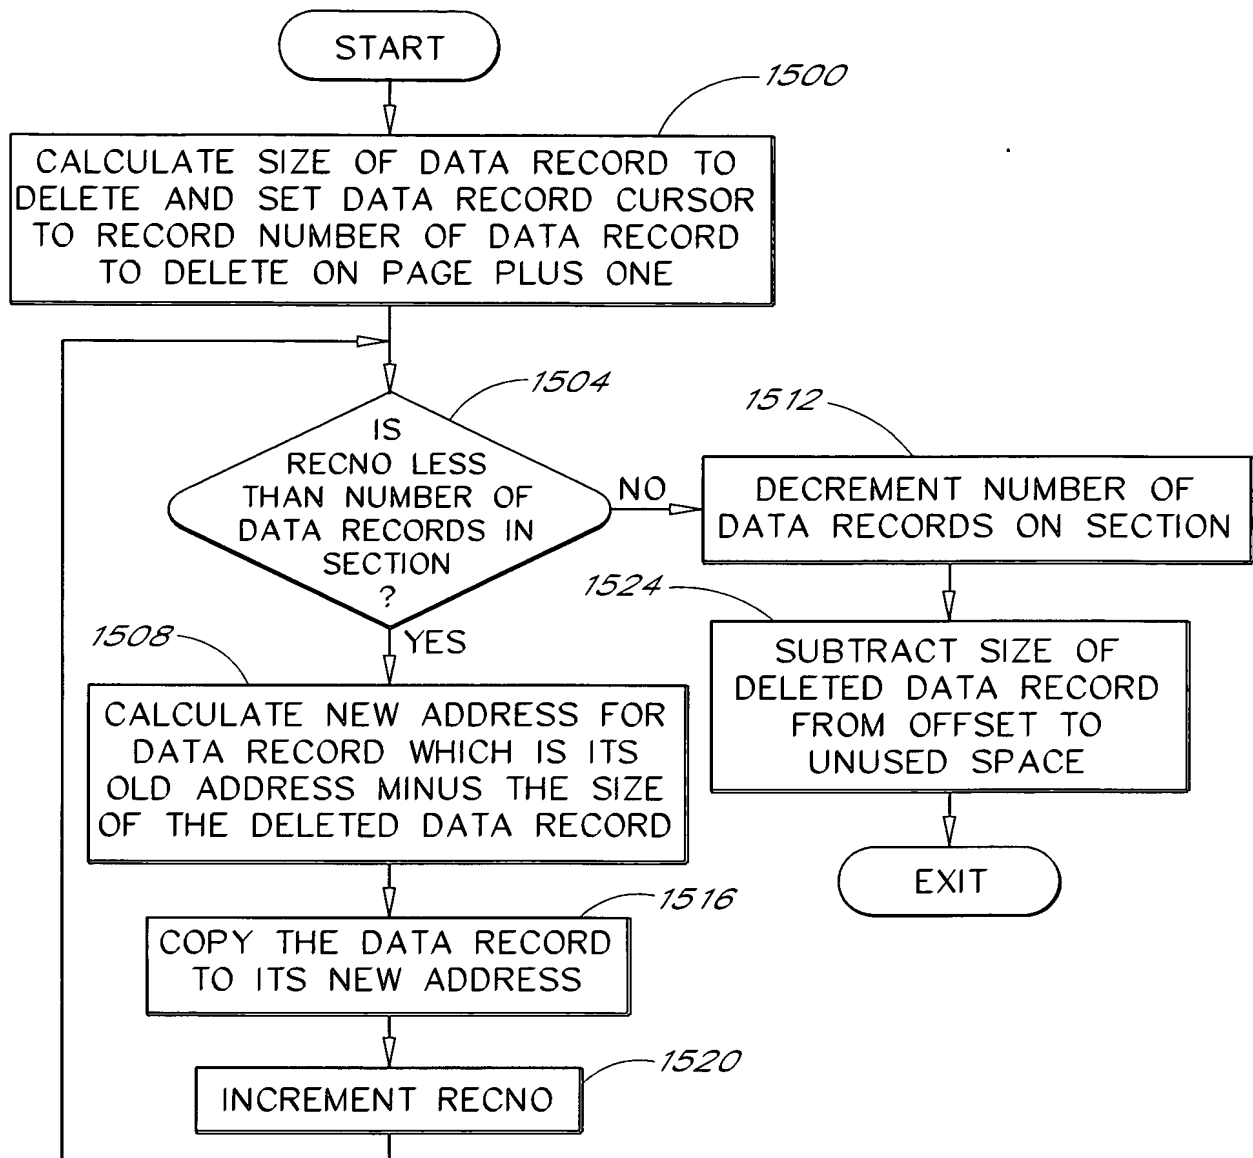 START
1500
CALCULATE SIZE OF DATA RECORD TO
DELETE AND SET DATA RECORD CURSOR
TO RECORD NUMBER OF DATA RECORD
TO DELETE ON PAGE PLUS ONE
1504
IS
RECNO LESS
THAN NUMBER OF
DATA RECORDS IN
SECTION
?
NO
YES
1512
DECREMENT NUMBER OF
DATA RECORDS ON SECTION
1524
SUBTRACT SIZE OF
DELETED DATA RECORD
FROM OFFSET TO
UNUSED SPACE
EXIT
1508
CALCULATE NEW ADDRESS FOR
DATA RECORD WHICH IS ITS
OLD ADDRESS MINUS THE SIZE
OF THE DELETED DATA RECORD
1516
COPY THE DATA RECORD
TO ITS NEW ADDRESS
1520
INCREMENT RECNO